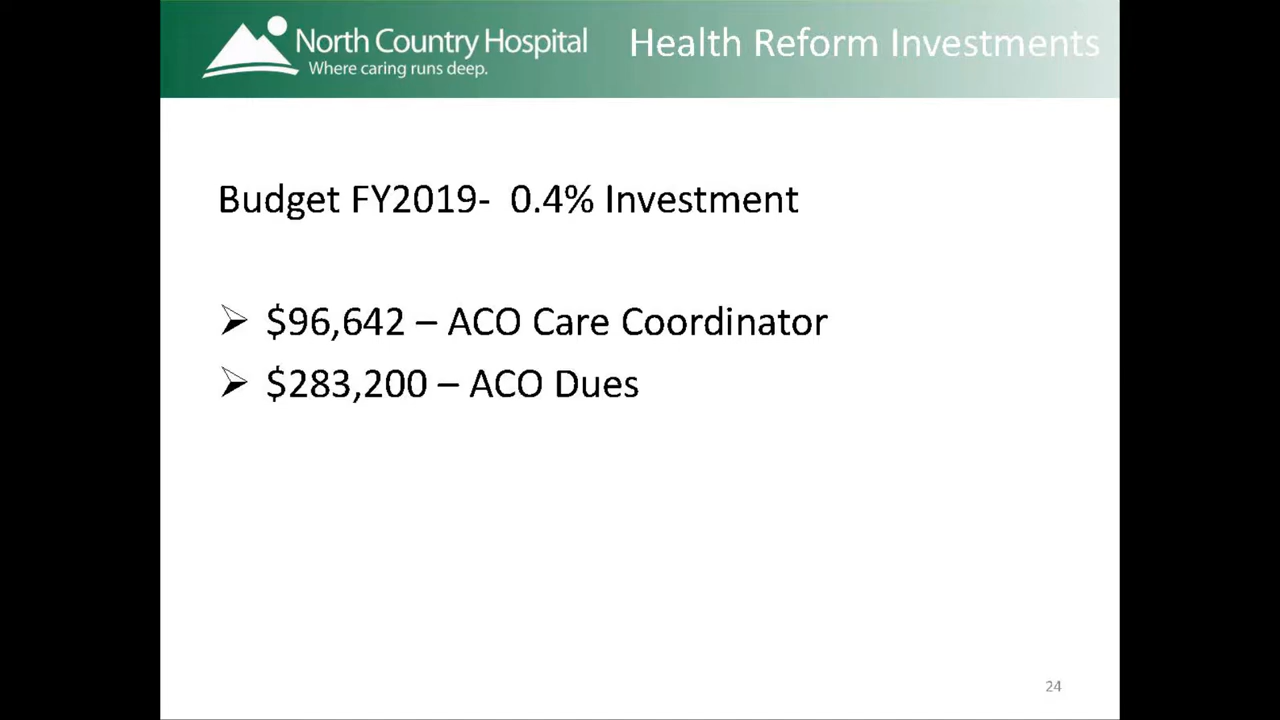 North Country Hospital
Where caring runs deep.
Health Reform Investments
Budget FY2019- 0.4% Investment
➢ $96,642 – ACO Care Coordinator
➢ $283,200 – ACO Dues
24